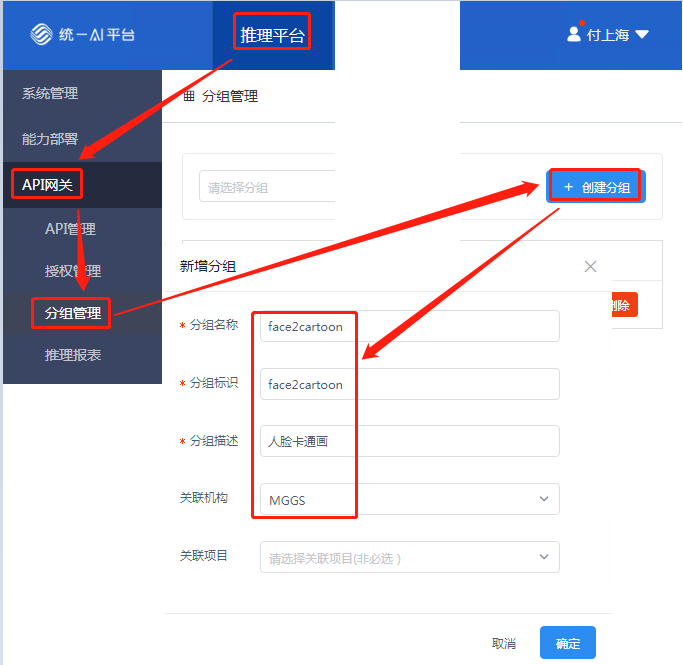 统一AI平台
推理平台
付上海
系统管理
能力部署
API网关
API管理
授权管理
分组管理
推理报表
分组管理
请选择分组
+ 创建分组
新增分组
删除
* 分组名称 face2cartoon
* 分组标识 face2cartoon
* 分组描述 人脸卡通画
关联机构 MGGS
关联项目 请选择关联项目(非必选)
取消 确定